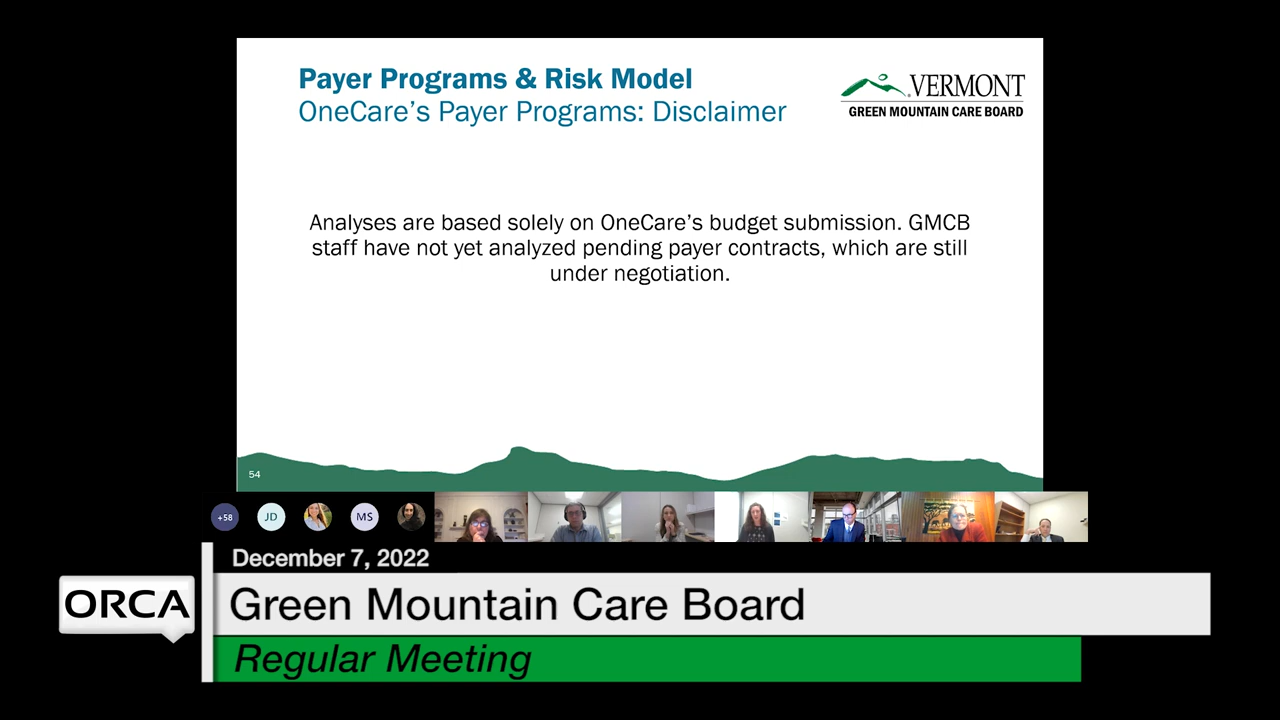 Payer Programs & Risk Model
OneCare's Payer Programs: Disclaimer
VERMONT
GREEN MOUNTAIN CARE BOARD
Analyses are based solely on OneCare's budget submission. GMCB
staff have not yet analyzed pending payer contracts, which are still
under negotiation.
54
+58
JD
MS
December 7, 2022
ORCA
Green Mountain Care Board
Regular Meeting